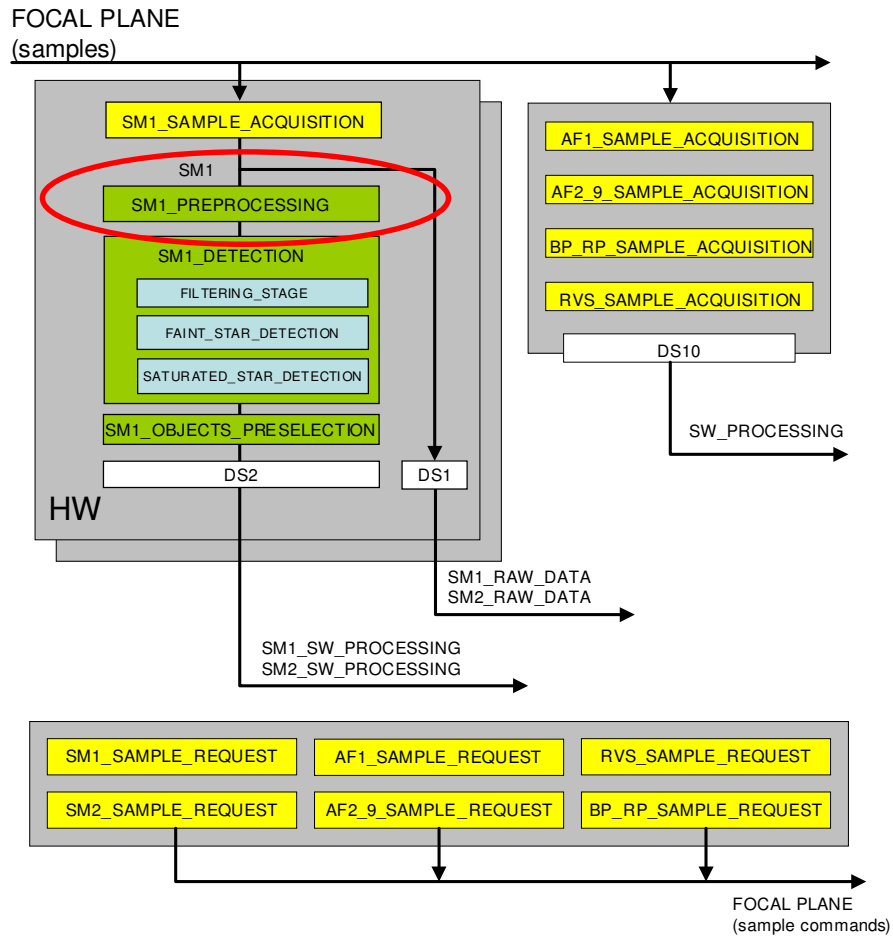 FOCAL PLANE
(samples)
SM1_SAMPLE_ACQUISITION
SM1
SM1_PREPROCESSING
SM1_DETECTION
FILTERING_STAGE
FAINT_STAR_DETECTION
SATURATED_STAR_DETECTION
SM1_OBJECTS_PRESELECTION
DS2
DS1
HW
AF1_SAMPLE_ACQUISITION
AF2_9_SAMPLE_ACQUISITION
BP_RP_SAMPLE_ACQUISITION
RVS_SAMPLE_ACQUISITION
DS10
SW_PROCESSING
SM1_RAW_DATA
SM2_RAW_DATA
SM1_SW_PROCESSING
SM2_SW_PROCESSING
SM1_SAMPLE_REQUEST
AF1_SAMPLE_REQUEST
RVS_SAMPLE_REQUEST
SM2_SAMPLE_REQUEST
AF2_9_SAMPLE_REQUEST
BP_RP_SAMPLE_REQUEST
FOCAL PLANE
(sample commands)